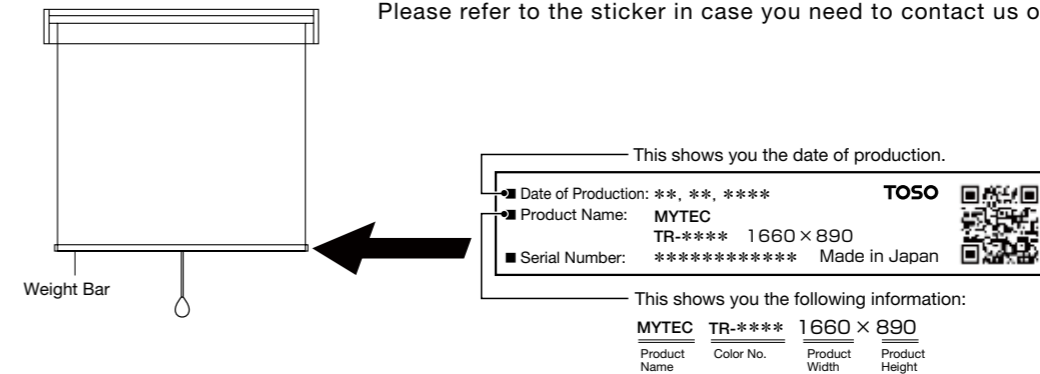 Please refer to the sticker in case you need to contact us
This shows you the date of production.
■ Date of Production: **, **, **** TOSO
■ Product Name: MYTEC
TR-**** 1660×890
■ Serial Number: ************ Made in Japan
Weight Bar
This shows you the following information:
MYTEC TR-**** 1660 × 890
Product Name
Color No.
Product Width
Product Height